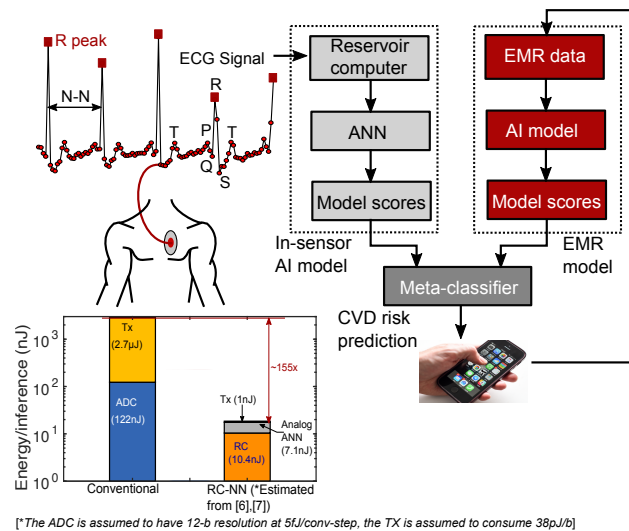 R peak
N-N
ECG Signal
R
T
P
T
Q
S
Reservoir
computer
ANN
Model scores
In-sensor
AI model
EMR data
AI model
Model scores
EMR
model
Meta-classifier
CVD risk
prediction
Energy/inference (nJ)
10³
10²
10¹
10⁰
Tx
(2.7µJ)
ADC
(122nJ)
~155x
Tx (1nJ)
Analog
ANN
(7.1nJ)
RC
(10.4nJ)
Conventional
RC-NN (*Estimated
from [6],[7])
[*The ADC is assumed to have 12-b resolution at 5fJ/conv-step, the TX is assumed to consume 38pJ/b]